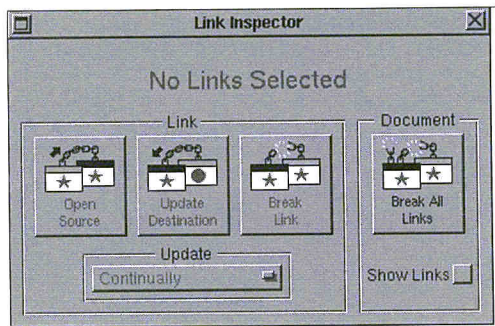 Link Inspector
No Links Selected
Link
Open
Source
Update
Destination
Break
Link
Update
Continually
Document
Break All
Links
Show Links